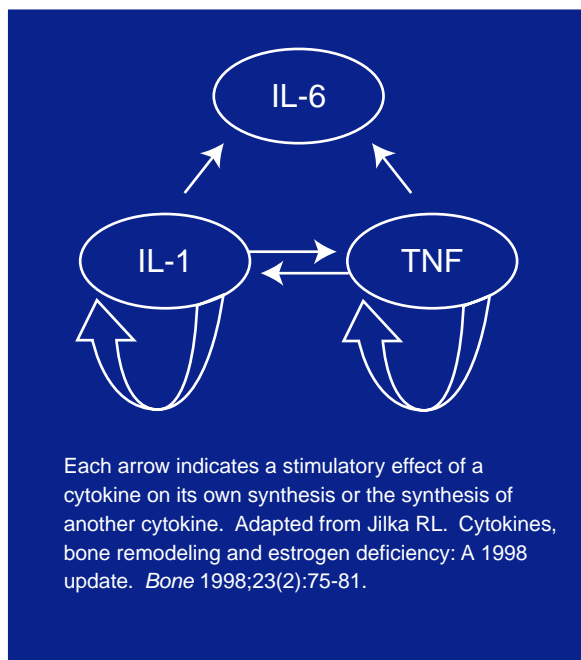 IL-6
IL-1
TNF
Each arrow indicates a stimulatory effect of a
cytokine on its own synthesis or the synthesis of
another cytokine.  Adapted from Jilka RL.  Cytokines,
bone remodeling and estrogen deficiency: A 1998
update.  Bone 1998;23(2):75-81.